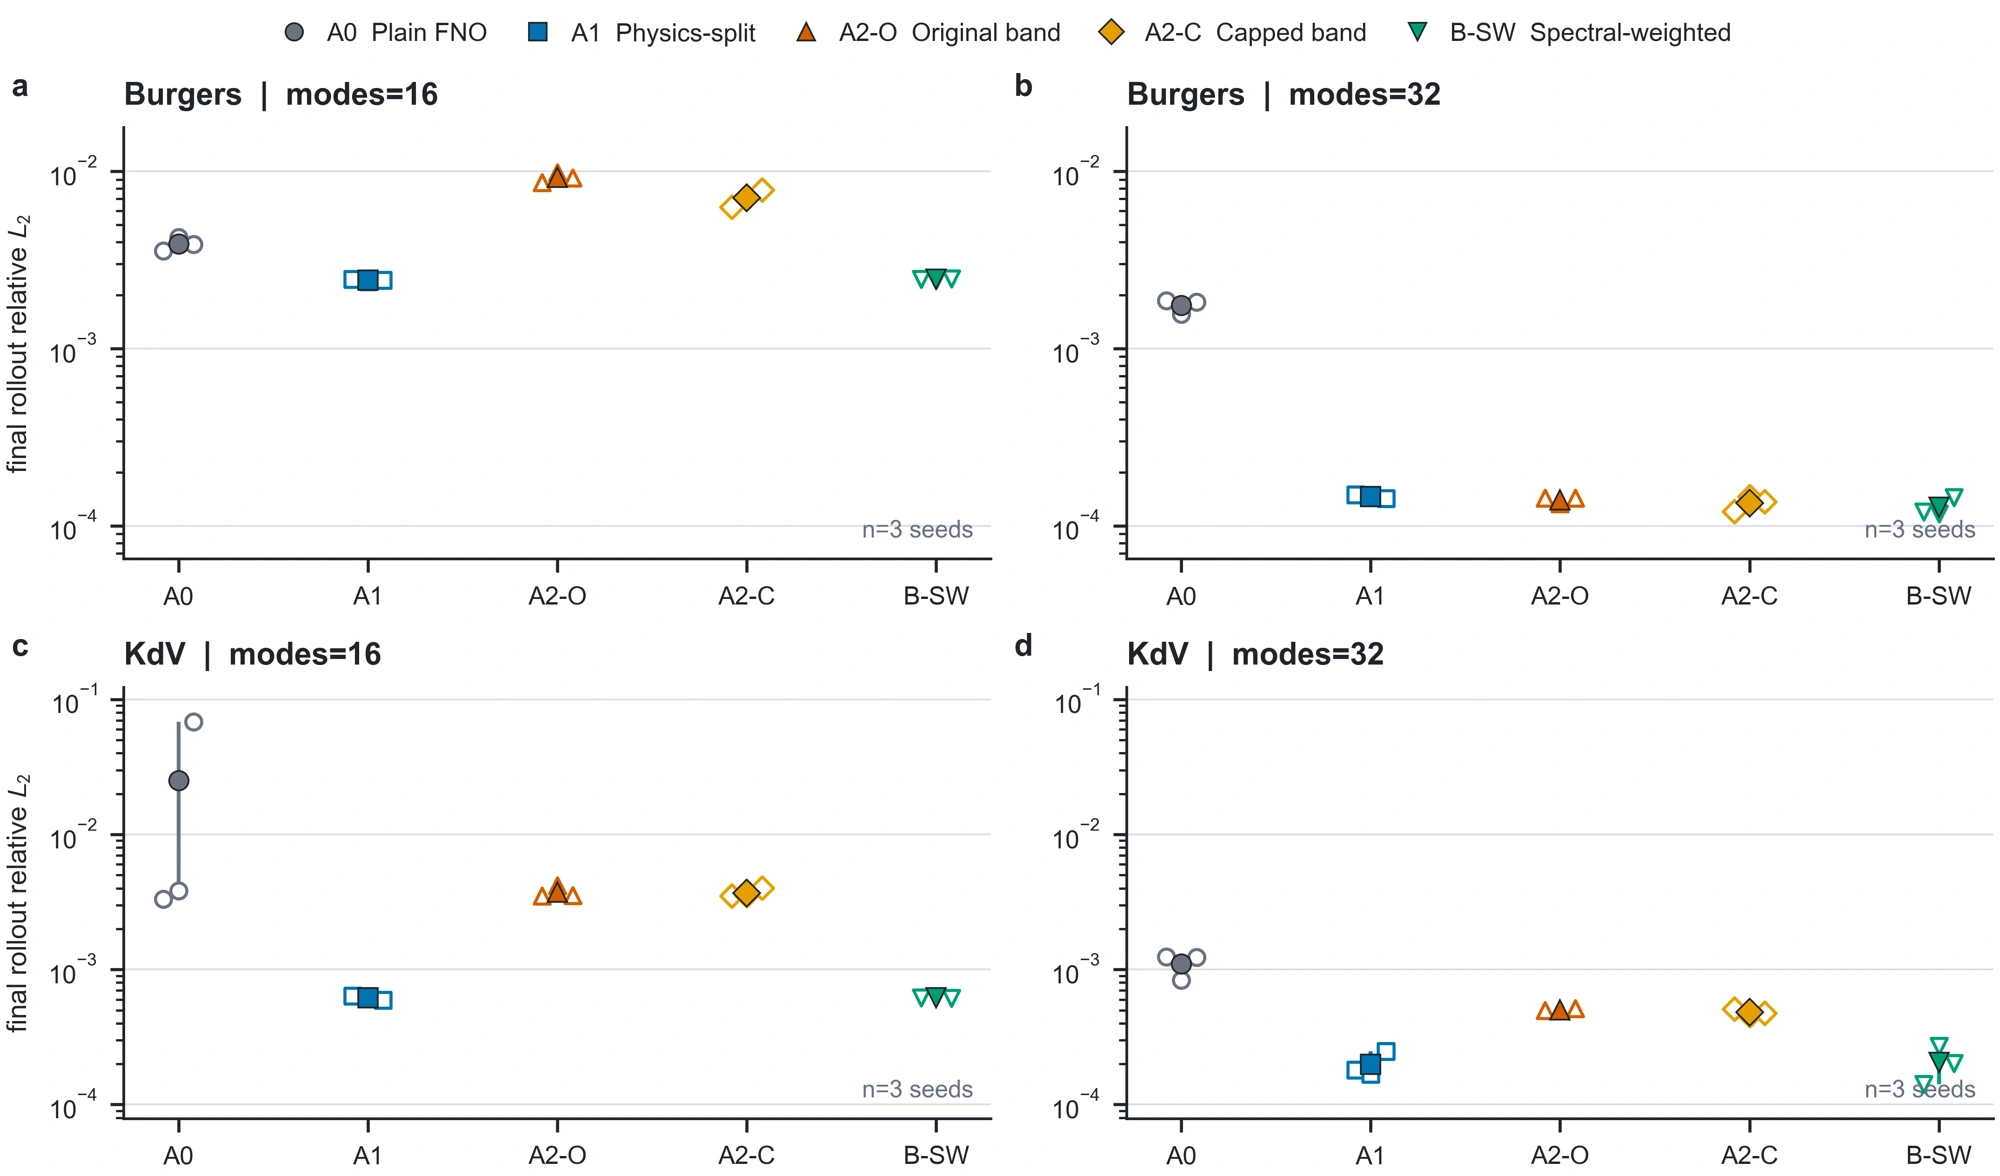 A0 Plain FNO A1 Physics-split A2-O Original band A2-C Capped band B-SW Spectral-weighted
a
Burgers | modes=16
final rollout relative L₂
10⁻²
10⁻³
10⁻⁴
n=3 seeds
A0 A1 A2-O A2-C B-SW
b
Burgers | modes=32
10⁻²
10⁻³
10⁻⁴
n=3 seeds
A0 A1 A2-O A2-C B-SW
c
KdV | modes=16
final rollout relative L₂
10⁻¹
10⁻²
10⁻³
10⁻⁴
n=3 seeds
A0 A1 A2-O A2-C B-SW
d
KdV | modes=32
10⁻¹
10⁻²
10⁻³
10⁻⁴
n=3 seeds
A0 A1 A2-O A2-C B-SW